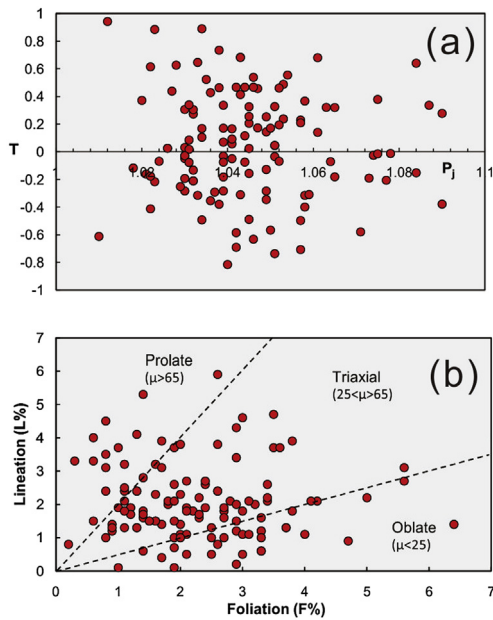 (a)
1
0.8
0.6
0.4
0.2
T 0
-0.2
-0.4
-0.6
-0.8
-1
1.02 1.04 1.06 1.08 1.1
Pj
(b)
7
6
5
4
3
2
1
0
Lineation (L%)
Prolate
(μ>65)
Triaxial
(25<μ>65)
Oblate
(μ<25)
0 1 2 3 4 5 6 7
Foliation (F%)